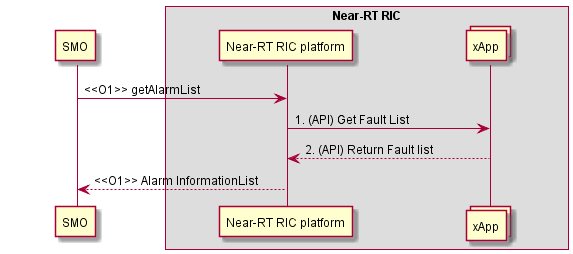 Near-RT RIC
SMO
Near-RT RIC platform
xApp
<<O1>> getAlarmList
1. (API) Get Fault List
2. (API) Return Fault list
<<O1>> Alarm InformationList
SMO
Near-RT RIC platform
xApp